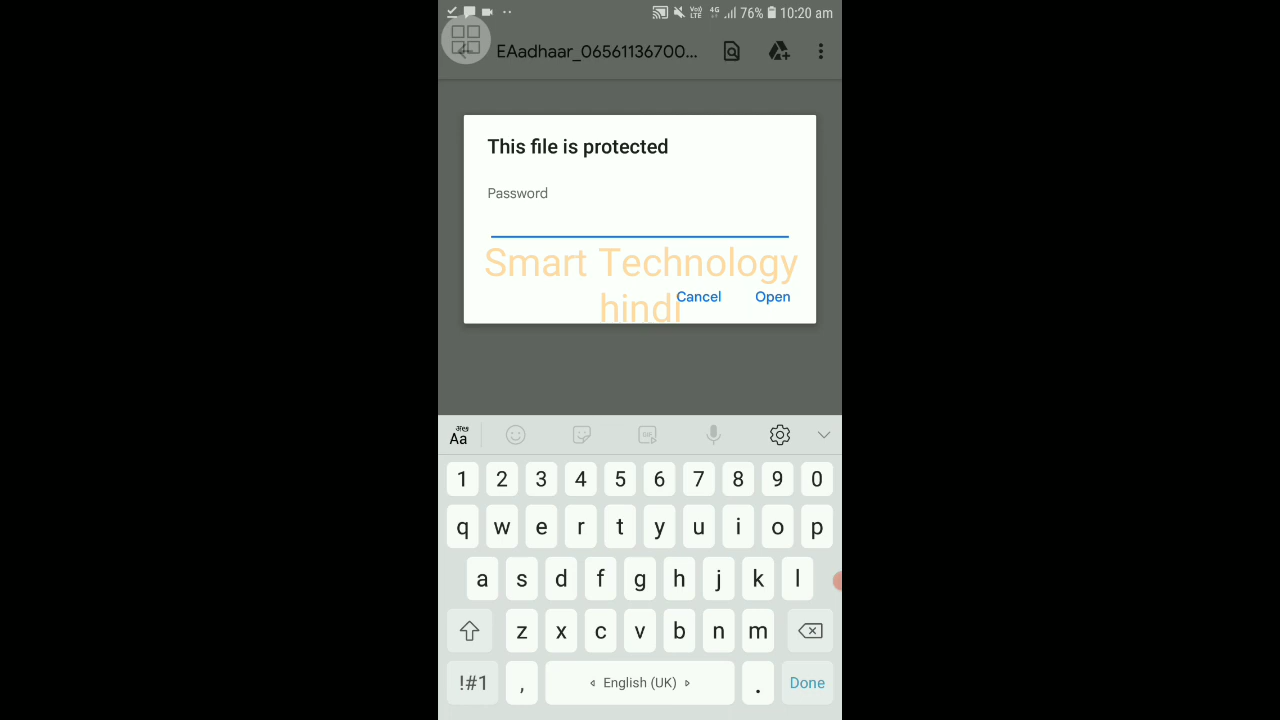 76% 10:20 am
EAadhaar_06561136700...
This file is protected
Password
Smart Technology
hindi
Cancel Open
Aa
1 2 3 4 5 6 7 8 9 0
q w e r t y u i o p
a s d f g h j k l
z x c v b n m
!#1 , English (UK) . Done